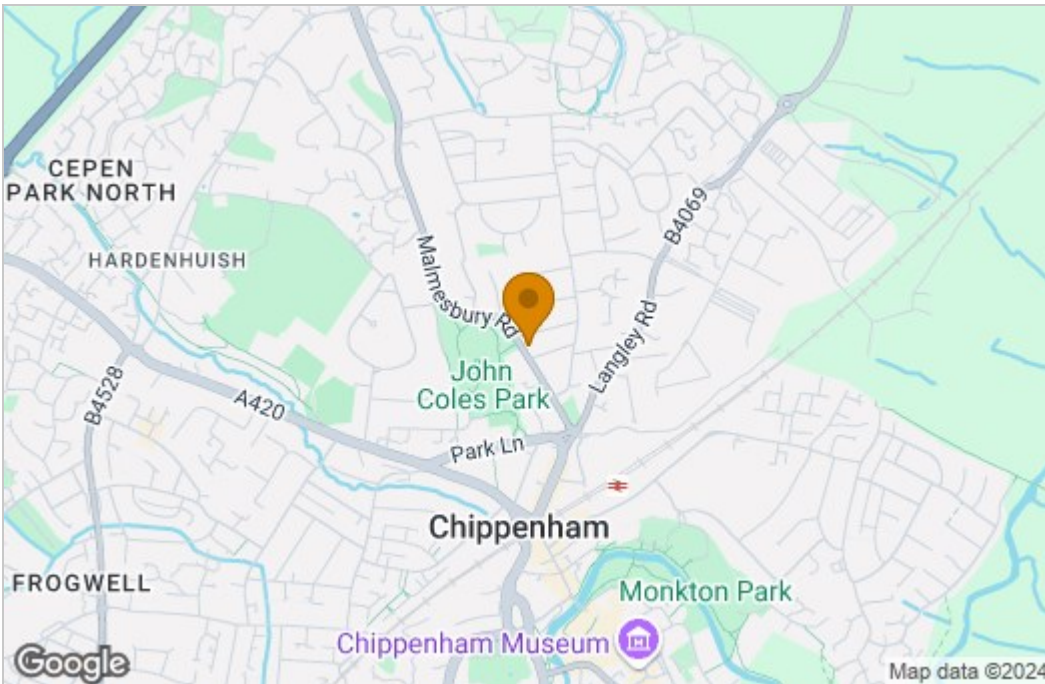 CEPEN
PARK NORTH
HARDENHUISH
Malmesbury Rd
B4069
Langley Rd
John
Coles Park
B4528
A420
Park Ln
Chippenham
FROGWELL
Monkton Park
Chippenham Museum
Google
Map data ©2024